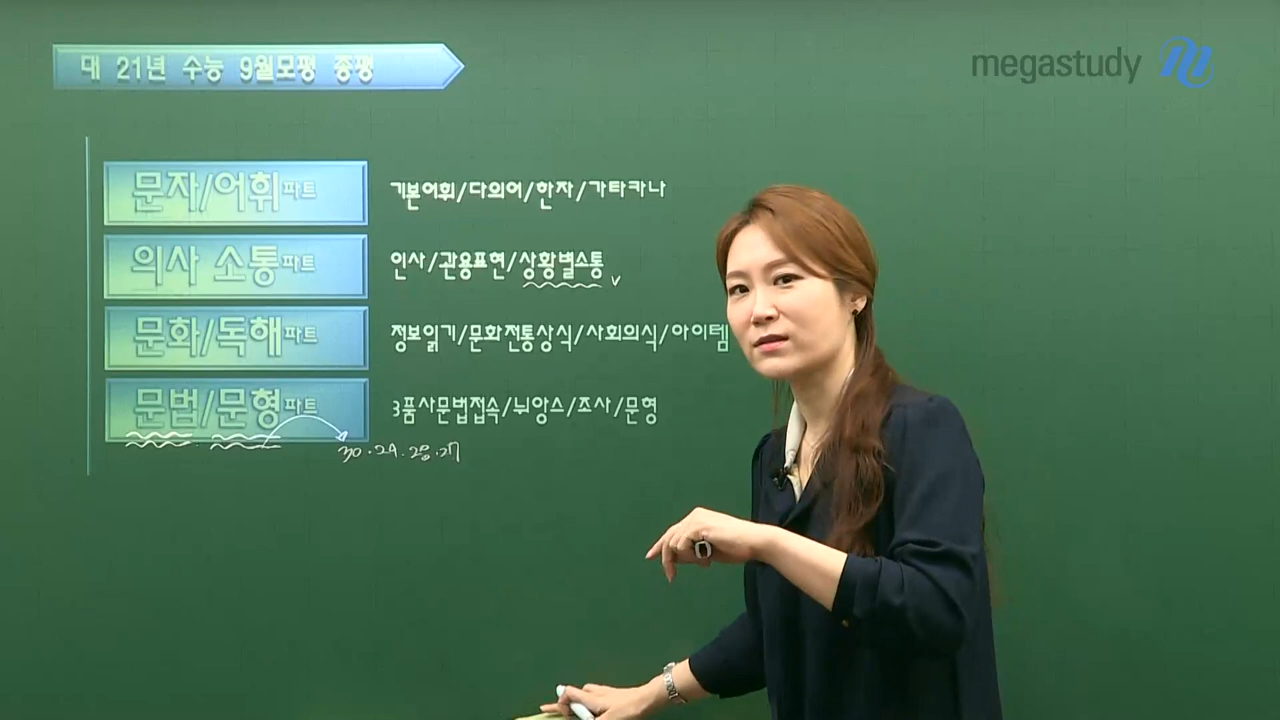 대 21년 수능 9월모평 총평
megastudy
문자/어휘파트 기본어휘/다의어/한자/가타카나
의사 소통파트 인사/관용표현/상황별소통
문화/독해파트 정보읽기/문화전통상식/사회의식/아이템
문법/문형파트 3품사문법접속/뉘앙스/조사/문형
30·29·28·27